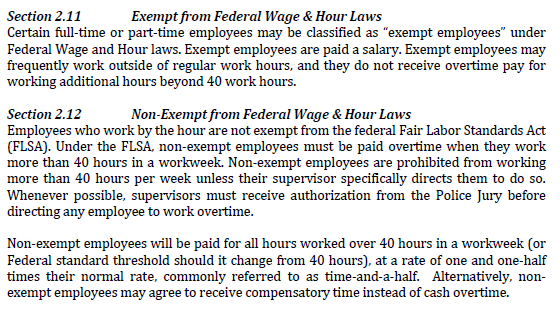 Section 2.11 Exempt from Federal Wage & Hour Laws
Certain full-time or part-time employees may be classified as “exempt employees” under
Federal Wage and Hour laws. Exempt employees are paid a salary. Exempt employees may
frequently work outside of regular work hours, and they do not receive overtime pay for
working additional hours beyond 40 work hours.
Section 2.12 Non-Exempt from Federal Wage & Hour Laws
Employees who work by the hour are not exempt from the federal Fair Labor Standards Act
(FLSA). Under the FLSA, non-exempt employees must be paid overtime when they work
more than 40 hours in a workweek. Non-exempt employees are prohibited from working
more than 40 hours per week unless their supervisor specifically directs them to do so.
Whenever possible, supervisors must receive authorization from the Police Jury before
directing any employee to work overtime.
Non-exempt employees will be paid for all hours worked over 40 hours in a workweek (or
Federal standard threshold should it change from 40 hours), at a rate of one and one-half
times their normal rate, commonly referred to as time-and-a-half. Alternatively, non-
exempt employees may agree to receive compensatory time instead of cash overtime.